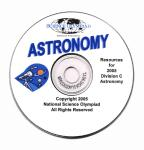 ASTRONOMY
Resources
for
2005
Division C
Astronomy
Copyright 2005
National Science Olympiad
All Rights Reserved